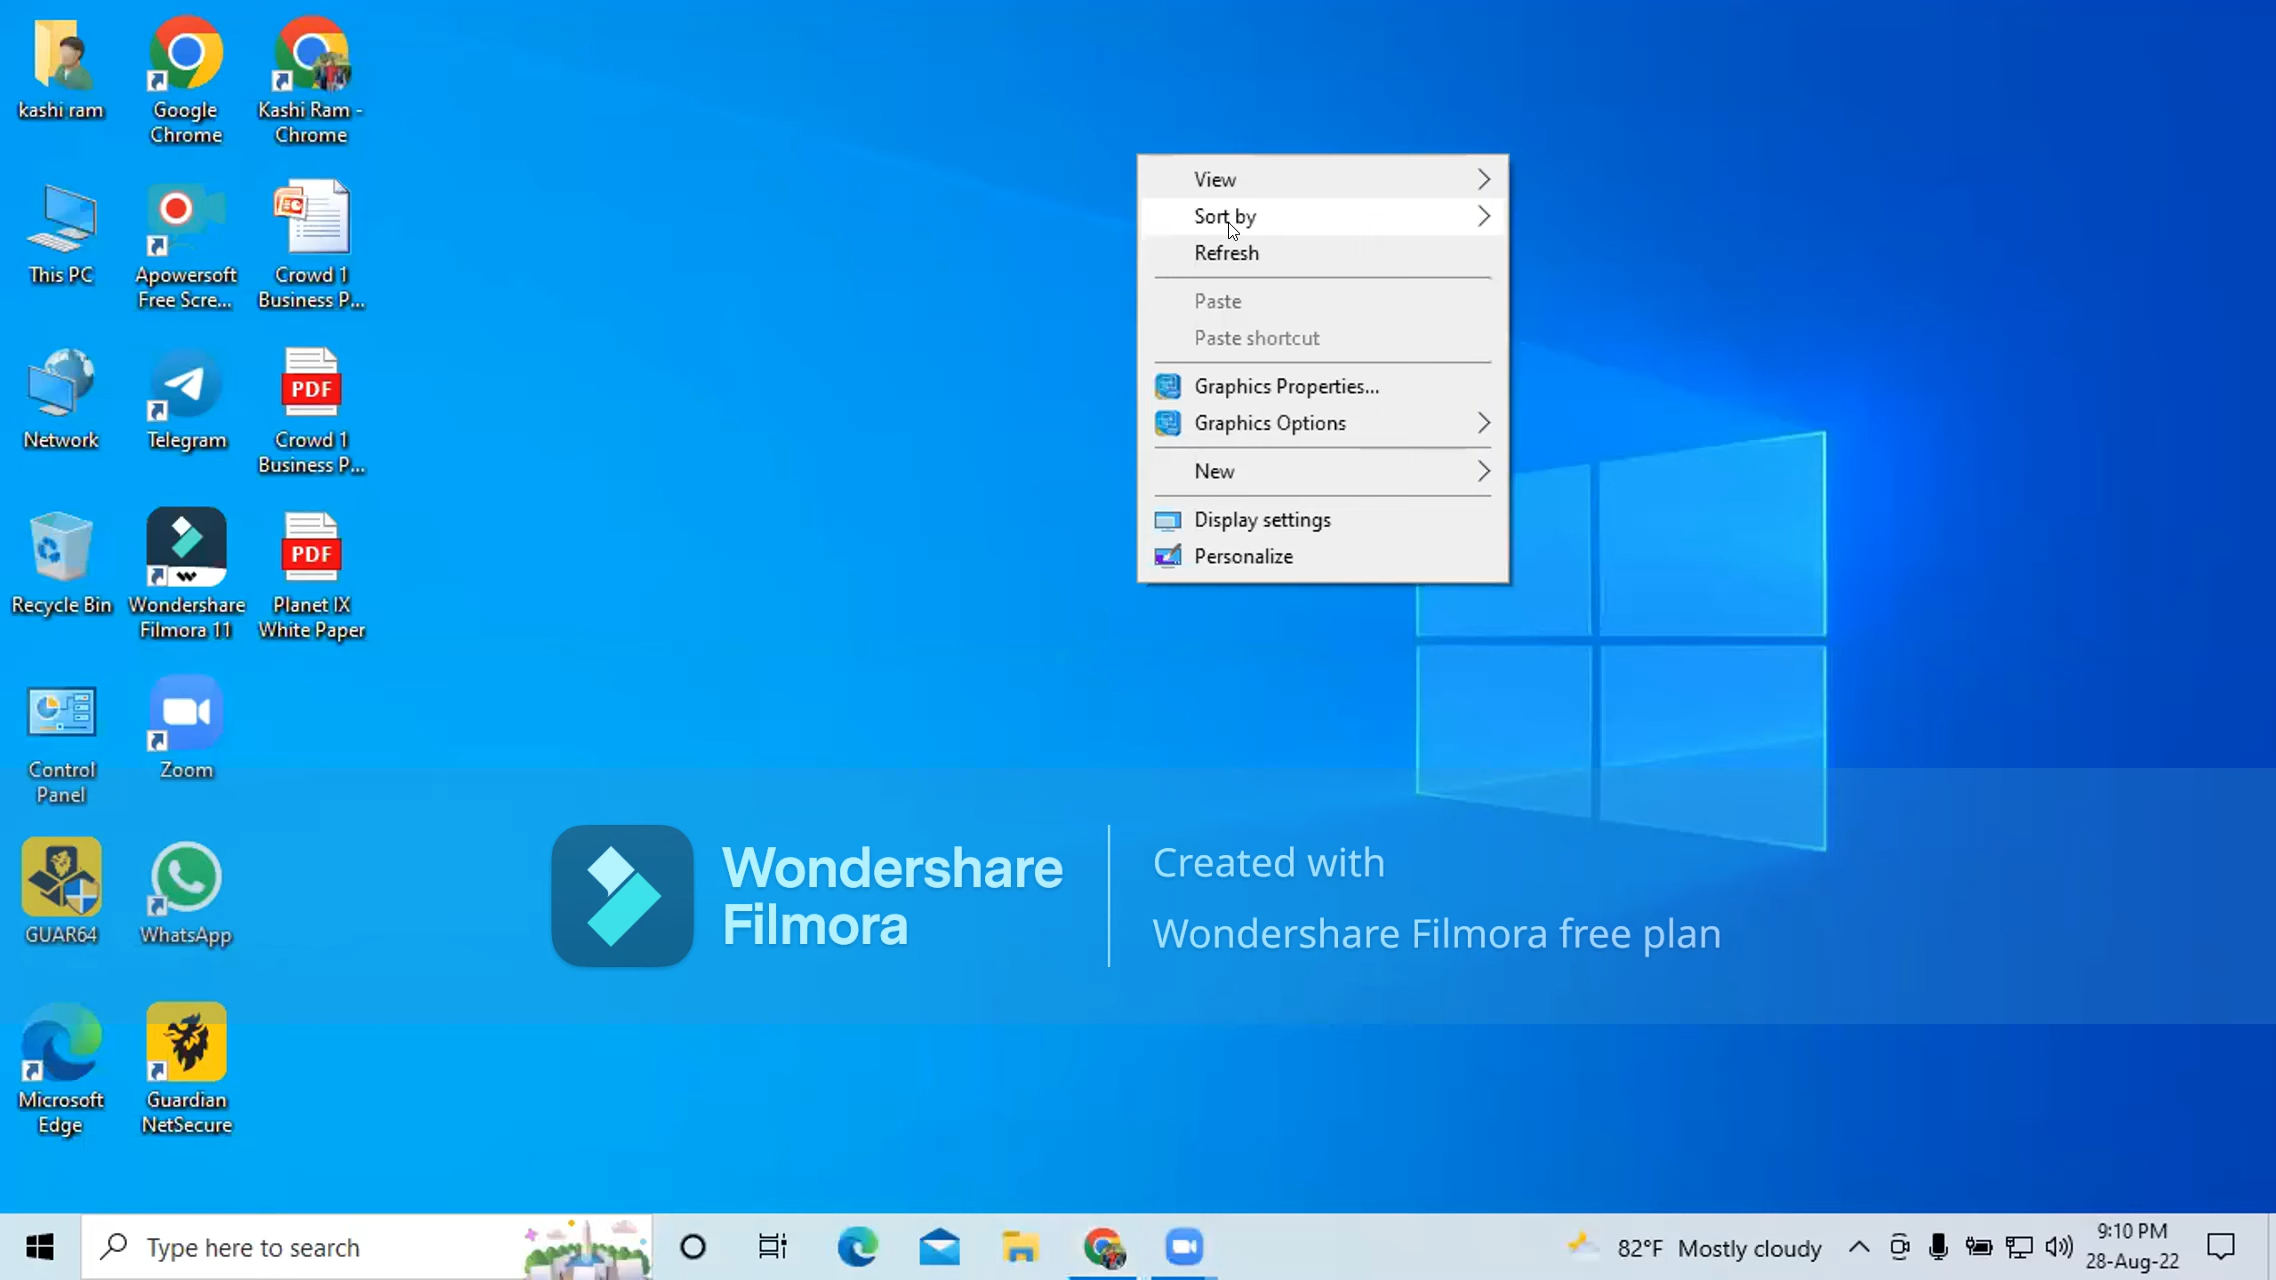 kashi ram
Google
Chrome
Kashi Ram -
Chrome
This PC
Apowersoft
Free Scre...
Crowd 1
Business P...
Network
Telegram
PDF
Crowd 1
Business P...
Recycle Bin
Wondershare
Filmora 11
PDF
Planet IX
White Paper
Control
Panel
Zoom
GUAR64
WhatsApp
Microsoft
Edge
Guardian
NetSecure
View
Sort by
Refresh
Paste
Paste shortcut
Graphics Properties...
Graphics Options
New
Display settings
Personalize
Wondershare
Filmora
Created with
Wondershare Filmora free plan
Type here to search
82°F Mostly cloudy
9:10 PM
28-Aug-22